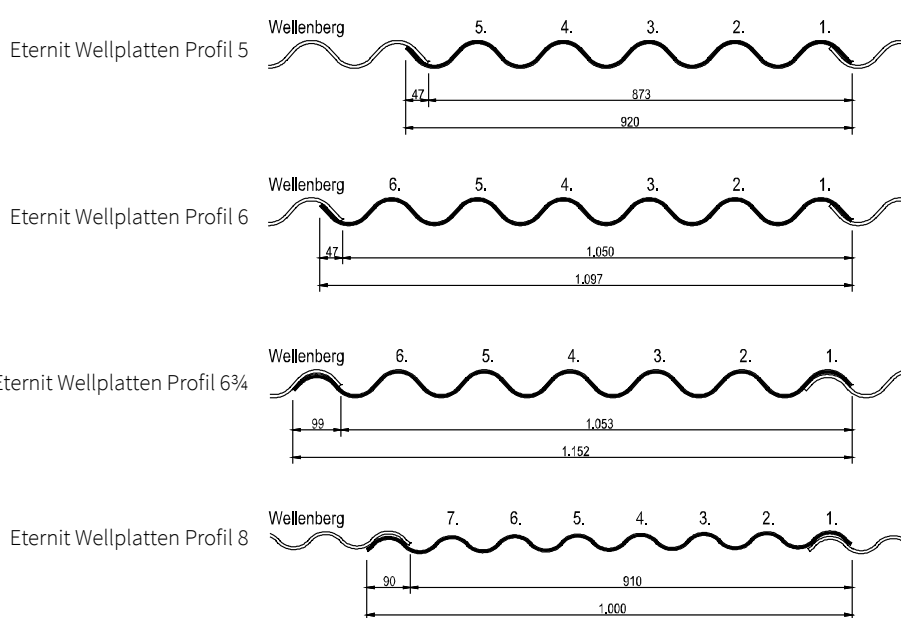 Wellenberg 5. 4. 3. 2. 1.
Eternit Wellplatten Profil 5
47 873
920
Wellenberg 6. 5. 4. 3. 2. 1.
Eternit Wellplatten Profil 6
47 1.050
1.097
Wellenberg 6. 5. 4. 3. 2. 1.
Eternit Wellplatten Profil 6¾
99 1.053
1.152
Wellenberg 7. 6. 5. 4. 3. 2. 1.
Eternit Wellplatten Profil 8
90 910
1.000